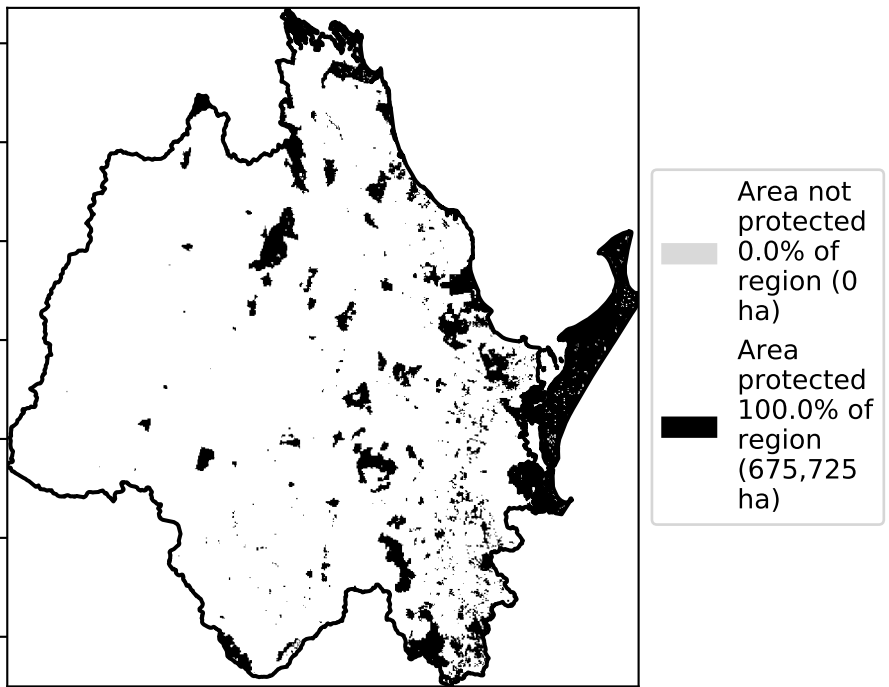 Area not
protected
0.0% of
region (0
ha)
Area
protected
100.0% of
region
(675,725
ha)